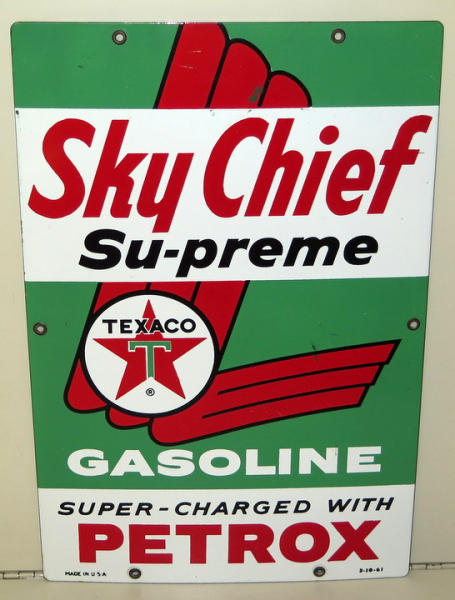 Sky Chief
Su-preme
TEXACO
T
®
GASOLINE
SUPER-CHARGED WITH
PETROX
MADE IN U.S.A. 3-10-61